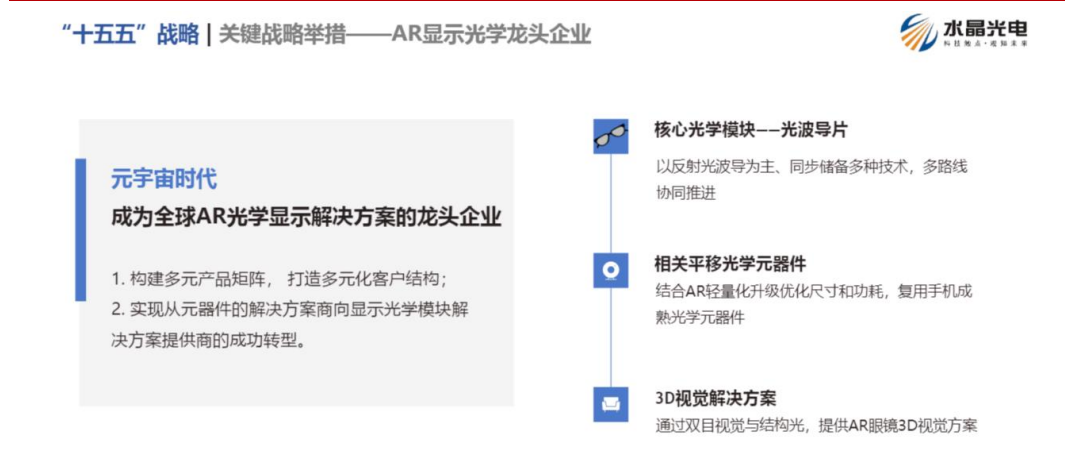 “十五五”战略 | 关键战略举措——AR显示光学龙头企业
水晶光电
元宇宙时代
成为全球AR光学显示解决方案的龙头企业
1. 构建多元产品矩阵， 打造多元化客户结构；
2. 实现从元器件的解决方案商向显示光学模块解
决方案提供商的成功转型。
核心光学模块——光波导片
以反射光波导为主、同步储备多种技术，多路线
协同推进
相关平移光学元器件
结合AR轻量化升级优化尺寸和功耗，复用手机成
熟光学元器件
3D视觉解决方案
通过双目视觉与结构光，提供AR眼镜3D视觉方案